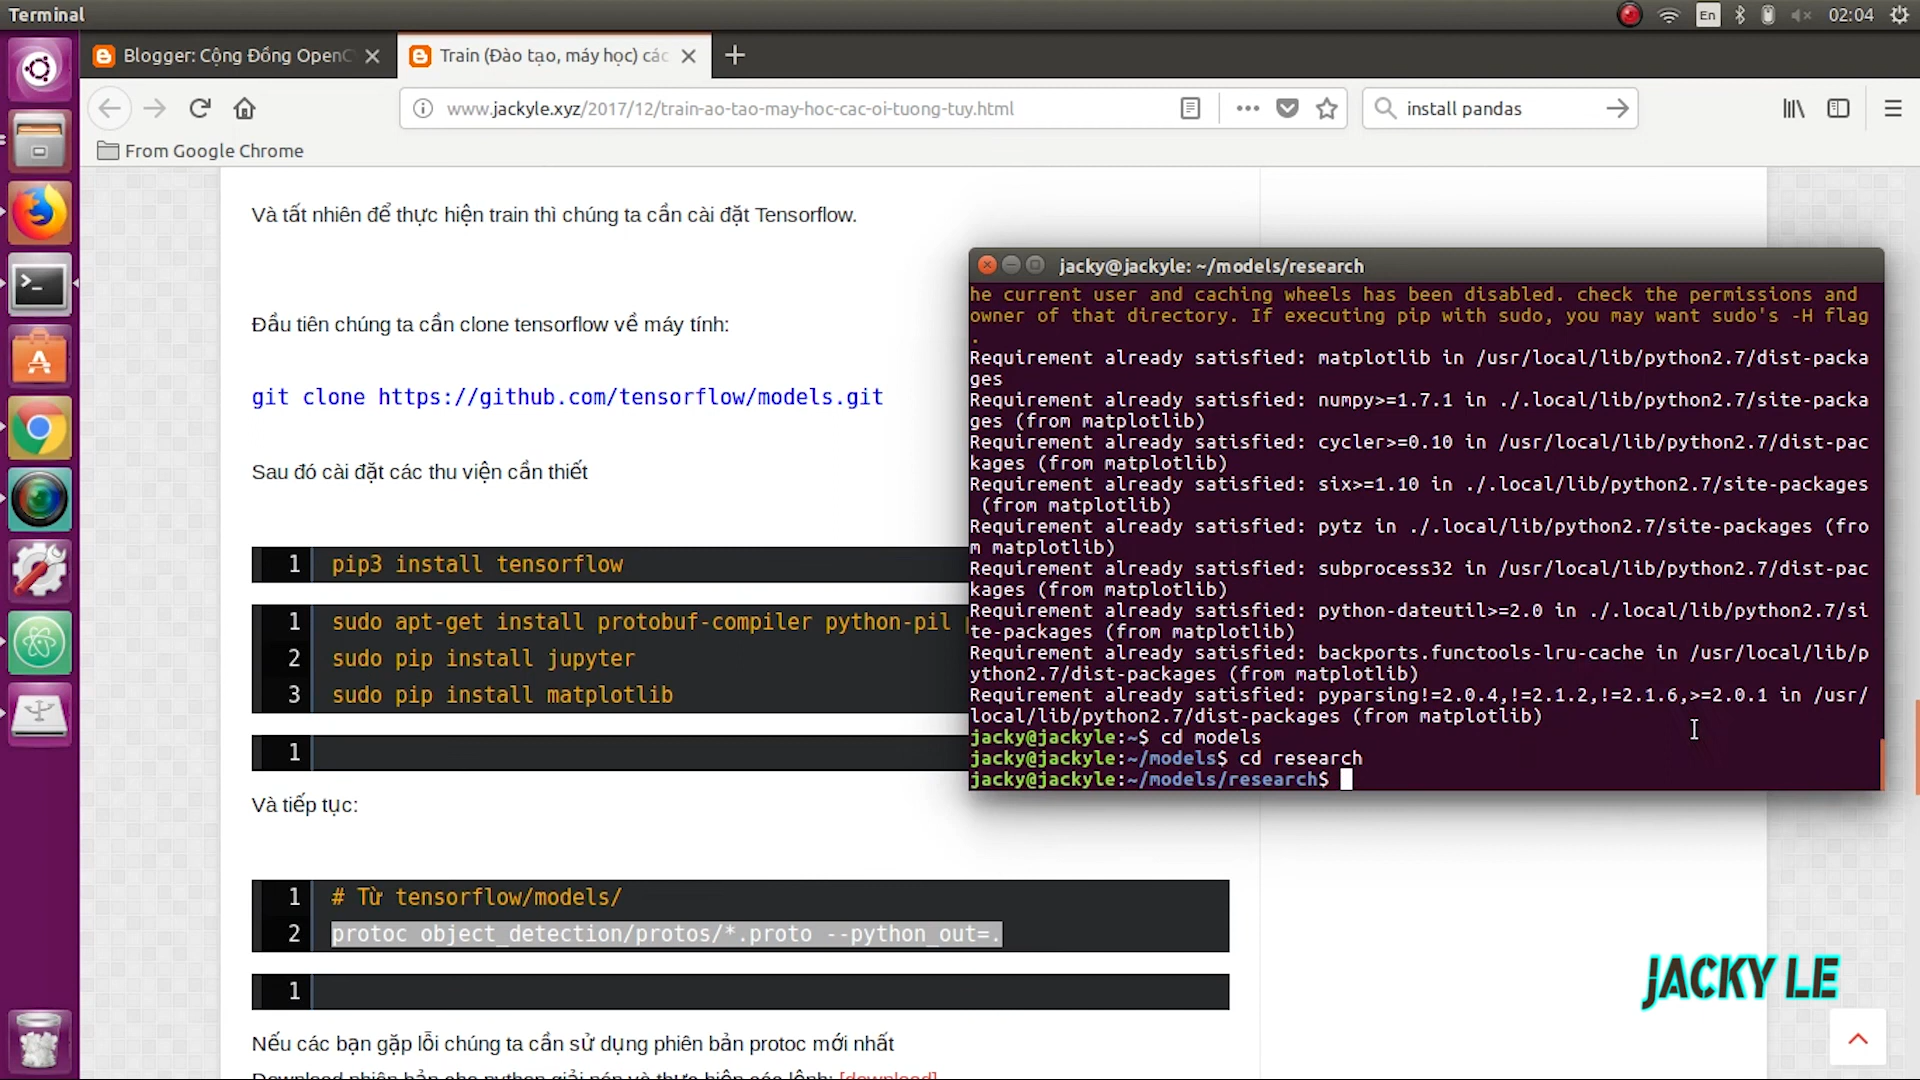 Terminal
En
02:04
Blogger: Cộng Đồng OpenC
Train (Đào tạo, máy học) các
www.jackyle.xyz/2017/12/train-ao-tao-may-hoc-cac-oi-tuong-tuy.html
install pandas
From Google Chrome
Và tất nhiên để thực hiện train thì chúng ta cần cài đặt Tensorflow.
Đầu tiên chúng ta cần clone tensorflow về máy tính:
git clone https://github.com/tensorflow/models.git
Sau đó cài đặt các thu viện cần thiết
1 pip3 install tensorflow
1 sudo apt-get install protobuf-compiler python-pil
2 sudo pip install jupyter
3 sudo pip install matplotlib
1
Và tiếp tục:
1 # Từ tensorflow/models/
2 protoc object_detection/protos/*.proto --python_out=.
1
Nếu các bạn gặp lỗi chúng ta cần sử dụng phiên bản protoc mới nhất
Download phiên bản cho python giải nén và thực hiện các lệnh: [download]
jacky@jackyle: ~/models/research
he current user and caching wheels has been disabled. check the permissions and
owner of that directory. If executing pip with sudo, you may want sudo's -H flag
.
Requirement already satisfied: matplotlib in /usr/local/lib/python2.7/dist-packa
ges
Requirement already satisfied: numpy>=1.7.1 in ./.local/lib/python2.7/site-packa
ges (from matplotlib)
Requirement already satisfied: cycler>=0.10 in /usr/local/lib/python2.7/dist-pac
kages (from matplotlib)
Requirement already satisfied: six>=1.10 in ./.local/lib/python2.7/site-packages
 (from matplotlib)
Requirement already satisfied: pytz in ./.local/lib/python2.7/site-packages (fro
m matplotlib)
Requirement already satisfied: subprocess32 in /usr/local/lib/python2.7/dist-pac
kages (from matplotlib)
Requirement already satisfied: python-dateutil>=2.0 in ./.local/lib/python2.7/si
te-packages (from matplotlib)
Requirement already satisfied: backports.functools-lru-cache in /usr/local/lib/p
ython2.7/dist-packages (from matplotlib)
Requirement already satisfied: pyparsing!=2.0.4,!=2.1.2,!=2.1.6,>=2.0.1 in /usr/
local/lib/python2.7/dist-packages (from matplotlib)
jacky@jackyle:~$ cd models
jacky@jackyle:~/models$ cd research
jacky@jackyle:~/models/research$
JACKY LE